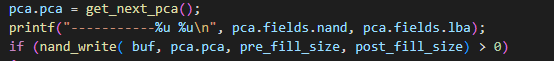 pca.pca = get_next_pca();
printf("-----------%u %u\n", pca.fields.nand, pca.fields.lba);
if (nand_write( buf, pca.pca, pre_fill_size, post_fill_size) > 0)